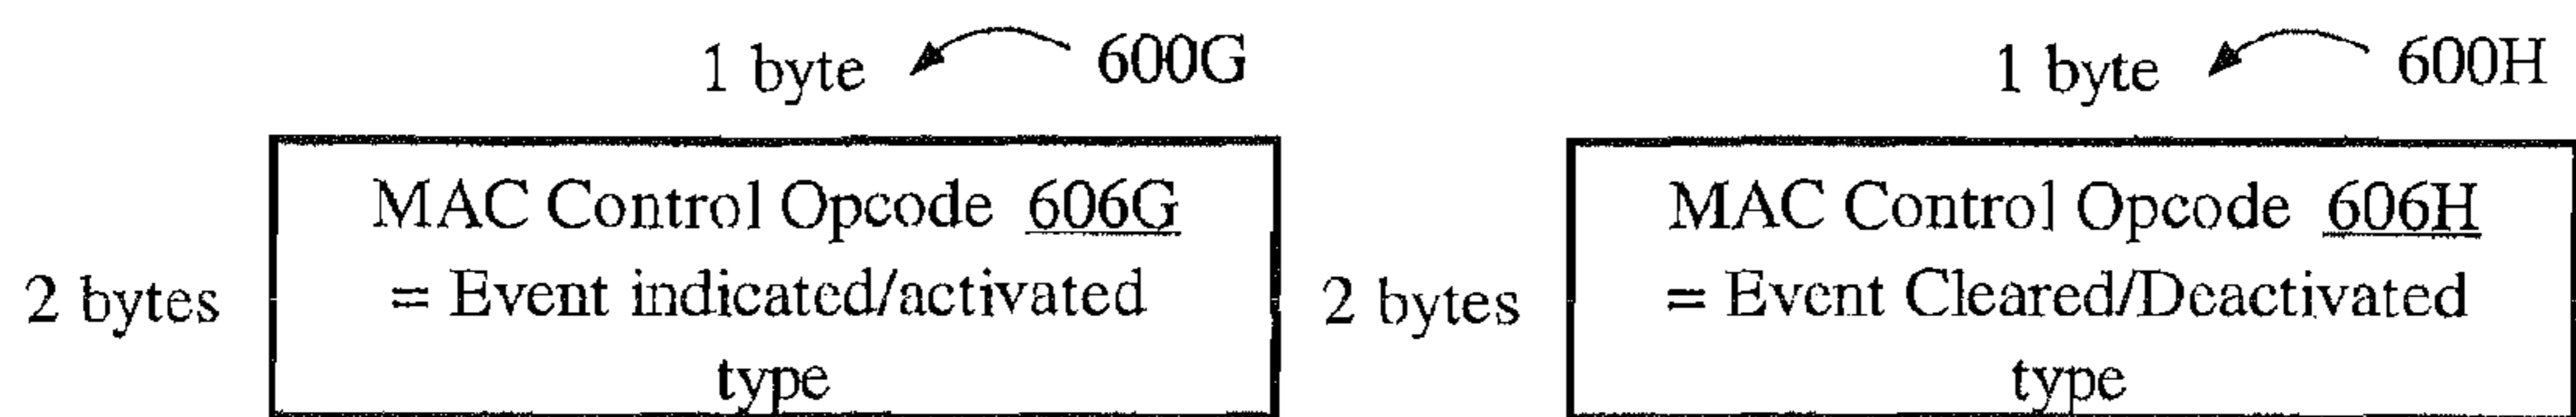 1 byte 600G
2 bytes
MAC Control Opcode 606G
= Event indicated/activated
type
1 byte 600H
2 bytes
MAC Control Opcode 606H
= Event Cleared/Deactivated
type